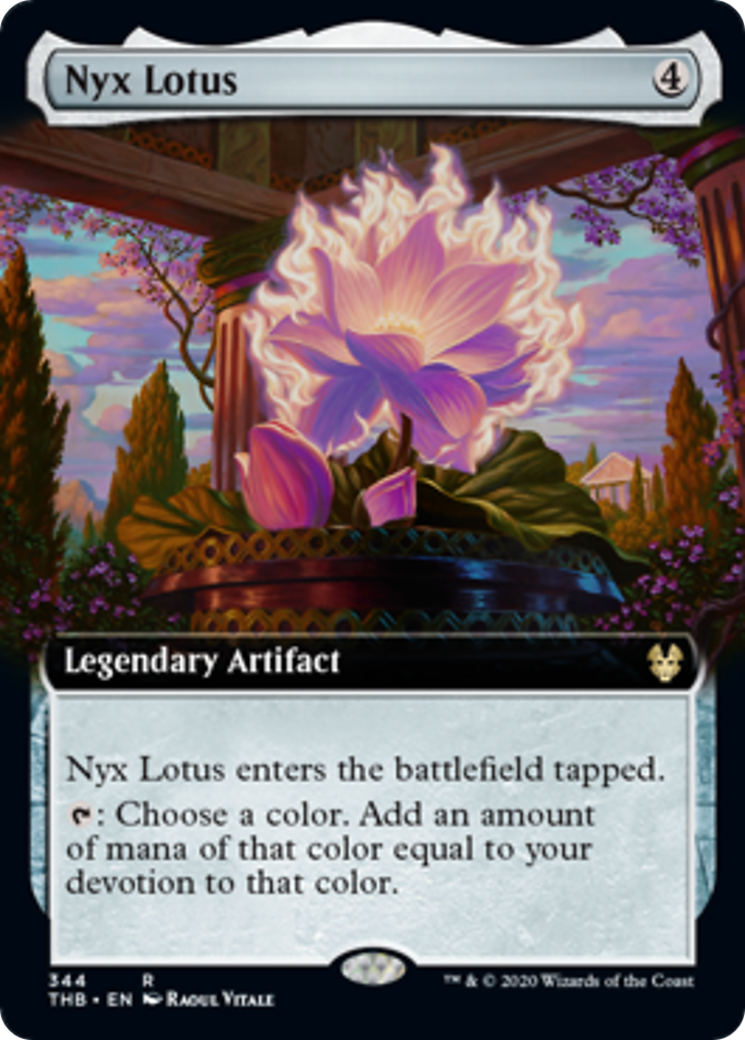 Nyx Lotus 4
Legendary Artifact
Nyx Lotus enters the battlefield tapped.
: Choose a color. Add an amount
of mana of that color equal to your
devotion to that color.
344 R ™ & © 2020 Wizards of the Coast
THB • EN Raoul Vitale